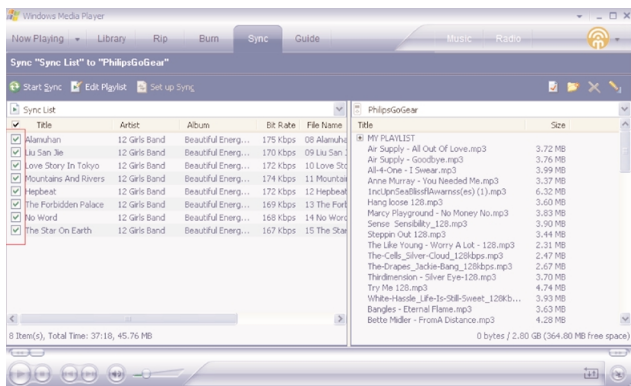 Windows Media Player
Now Playing Library Rip Burn Sync Guide Music Radio
Sync "Sync List" to "PhilipsGoGear"
Start Sync Edit Playlist Set up Sync
Sync List
Title Artist Album Bit Rate File Name
Alamuhan 12 Girls Band Beautiful Energ... 175 Kbps 08 Alamuha
Liu San Jie 12 Girls Band Beautiful Energ... 170 Kbps 09 Liu San
Love Story In Tokyo 12 Girls Band Beautiful Energ... 172 Kbps 10 Love Sto
Mountains And Rivers 12 Girls Band Beautiful Energ... 174 Kbps 11 Mountai
Hepbeat 12 Girls Band Beautiful Energ... 172 Kbps 12 Hepbeat
The Forbidden Palace 12 Girls Band Beautiful Energ... 169 Kbps 13 The Forb
No Word 12 Girls Band Beautiful Energ... 168 Kbps 14 No Word
The Star On Earth 12 Girls Band Beautiful Energ... 167 Kbps 15 The Star
8 Item(s), Total Time: 37:18, 45.76 MB
PhilipsGoGear
Title Size
MY PLAYLIST
Air Supply - All Out Of Love.mp3 3.72 MB
Air Supply - Goodbye.mp3 3.76 MB
All-4-One - I Swear.mp3 3.99 MB
Anne Murray - You Needed Me.mp3 3.37 MB
IncUpnSeaBlissflAwarnss(es) (1).mp3 6.32 MB
Hang loose 128.mp3 3.60 MB
Marcy Playground - No Money No.mp3 3.83 MB
Sense_Sensibility_128.mp3 3.90 MB
Steppin Out 128.mp3 3.44 MB
The Like Young - Worry A Lot - 128.mp3 2.31 MB
The-Cells_Silver-Cloud_128kbps.mp3 2.47 MB
The-Drapes_Jackie-Bang_128kbps.mp3 2.67 MB
Thirdimension - Silver Eye-128.mp3 3.70 MB
Try Me 128.mp3 4.74 MB
White-Hassle_Life-Is-Still-Sweet_128kb... 3.93 MB
Bangles - Eternal Flame.mp3 3.63 MB
Bette Midler - FromA Distance.mp3 4.28 MB
0 bytes / 2.80 GB (364.80 MB free space)